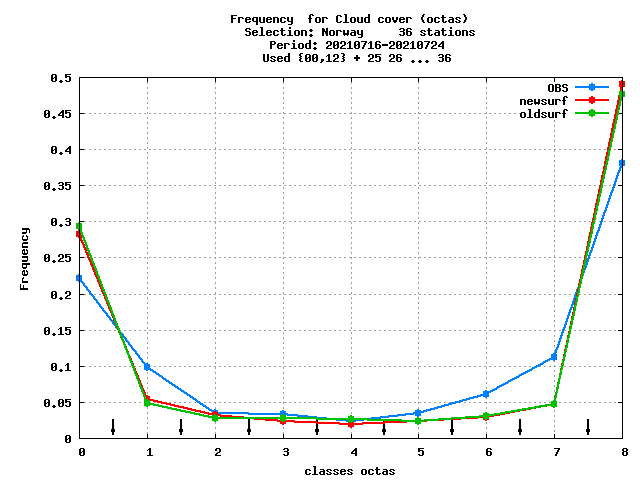 Frequency  for Cloud cover (octas)
Selection: Norway     36 stations
Period: 20210716-20210724
Used {00,12} + 25 26 ... 36
OBS
newsurf
oldsurf
0.5
0.45
0.4
0.35
0.3
0.25
0.2
0.15
0.1
0.05
0
Frequency
0 1 2 3 4 5 6 7 8
classes octas